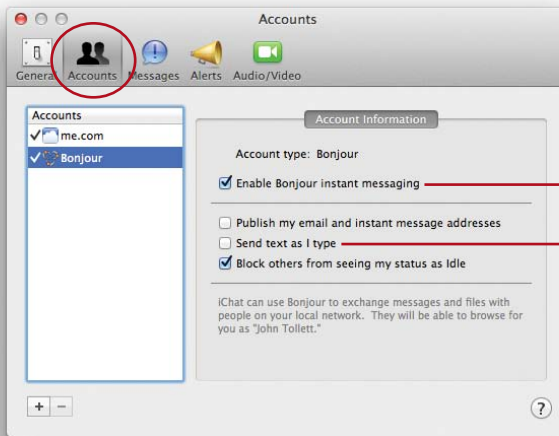 Accounts
General Accounts Messages Alerts Audio/Video
Accounts
me.com
Bonjour
Account Information
Account type: Bonjour
Enable Bonjour instant messaging
Publish my email and instant message addresses
Send text as I type
Block others from seeing my status as Idle
iChat can use Bonjour to exchange messages and files with
people on your local network. They will be able to browse for
you as "John Tollett."
+ − ?